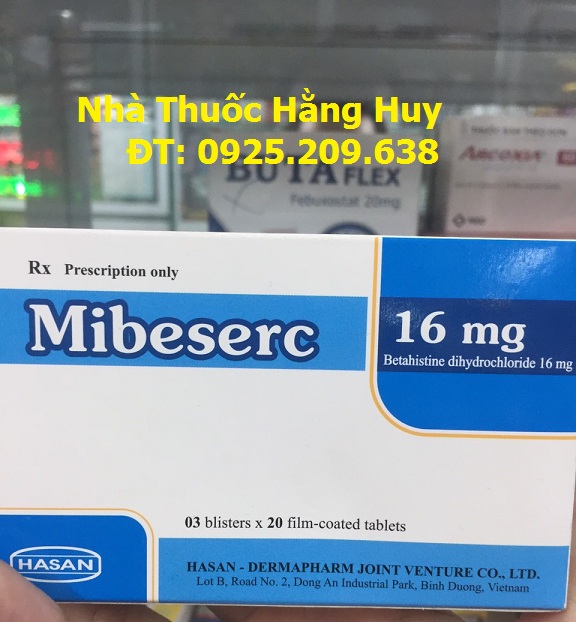 Nhà Thuốc Hằng Huy
ĐT: 0925.209.638
BUTA FLEX
Febuxostat 20mg
Rx Prescription only
Mibeserc
16 mg
Betahistine dihydrochloride 16 mg
03 blisters x 20 film-coated tablets
HASAN
HASAN - DERMAPHARM JOINT VENTURE CO., LTD.
Lot B, Road No. 2, Dong An Industrial Park, Binh Duong, Vietnam